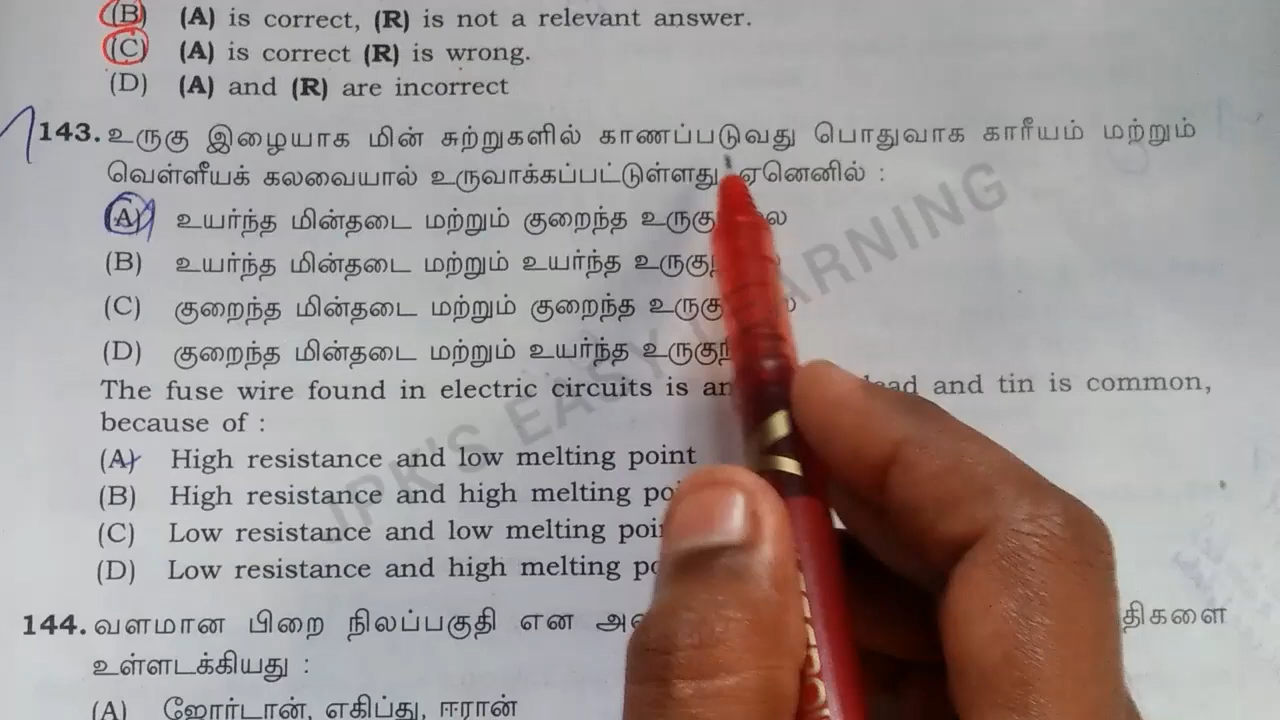 (B) (A) is correct, (R) is not a relevant answer.
(C) (A) is correct (R) is wrong.
(D) (A) and (R) are incorrect
143. உருகு இழையாக மின் சுற்றுகளில் காணப்படுவது பொதுவாக காரீயம் மற்றும்
வெள்ளீயக் கலவையால் உருவாக்கப்பட்டுள்ளது ஏனெனில் :
(A) உயர்ந்த மின்தடை மற்றும் குறைந்த
(B) உயர்ந்த மின்தடை மற்றும் உயர்ந்த
(C) குறைந்த மின்தடை மற்றும் குறைந்த
(D) குறைந்த மின்தடை மற்றும் உயர்ந்த
The fuse wire found in electric circuits is an lead and tin is common,
because of :
(A) High resistance and low melting point
(B) High resistance and high melting
(C) Low resistance and low melting
(D) Low resistance and high melting
144. வளமான பிறை நிலப்பகுதி என
உள்ளடக்கியது :
(A) ஜோர்டான், எகிப்து, ஈரான்
JPK'S EASY LEARNING